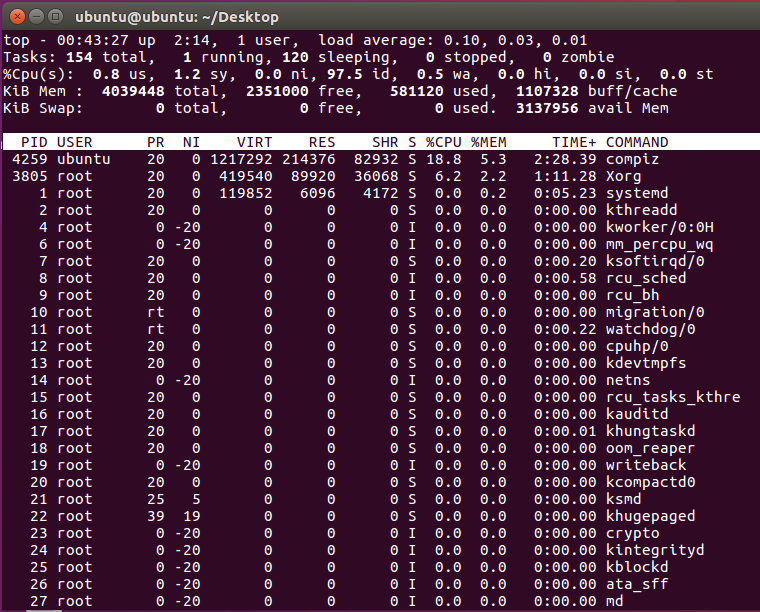 ubuntu@ubuntu: ~/Desktop
top - 00:43:27 up  2:14,  1 user,  load average: 0.10, 0.03, 0.01
Tasks: 154 total,   1 running, 120 sleeping,   0 stopped,   0 zombie
%Cpu(s):  0.8 us,  1.2 sy,  0.0 ni, 97.5 id,  0.5 wa,  0.0 hi,  0.0 si,  0.0 st
KiB Mem :  4039448 total,  2351000 free,   581120 used,  1107328 buff/cache
KiB Swap:        0 total,        0 free,        0 used.  3137956 avail Mem
  PID USER      PR  NI    VIRT    RES    SHR S %CPU %MEM     TIME+ COMMAND
 4259 ubuntu    20   0 1217292 214376  82932 S 18.8  5.3   2:28.39 compiz
 3805 root      20   0  419540  89920  36068 S  6.2  2.2   1:11.28 Xorg
    1 root      20   0  119852   6096   4172 S  0.0  0.2   0:05.23 systemd
    2 root      20   0       0      0      0 S  0.0  0.0   0:00.00 kthreadd
    4 root       0 -20       0      0      0 I  0.0  0.0   0:00.00 kworker/0:0H
    6 root       0 -20       0      0      0 I  0.0  0.0   0:00.00 mm_percpu_wq
    7 root      20   0       0      0      0 S  0.0  0.0   0:00.20 ksoftirqd/0
    8 root      20   0       0      0      0 I  0.0  0.0   0:00.58 rcu_sched
    9 root      20   0       0      0      0 I  0.0  0.0   0:00.00 rcu_bh
   10 root      rt   0       0      0      0 S  0.0  0.0   0:00.00 migration/0
   11 root      rt   0       0      0      0 S  0.0  0.0   0:00.22 watchdog/0
   12 root      20   0       0      0      0 S  0.0  0.0   0:00.00 cpuhp/0
   13 root      20   0       0      0      0 S  0.0  0.0   0:00.00 kdevtmpfs
   14 root       0 -20       0      0      0 I  0.0  0.0   0:00.00 netns
   15 root      20   0       0      0      0 S  0.0  0.0   0:00.00 rcu_tasks_kthre
   16 root      20   0       0      0      0 S  0.0  0.0   0:00.00 kauditd
   17 root      20   0       0      0      0 S  0.0  0.0   0:00.01 khungtaskd
   18 root      20   0       0      0      0 S  0.0  0.0   0:00.00 oom_reaper
   19 root       0 -20       0      0      0 I  0.0  0.0   0:00.00 writeback
   20 root      20   0       0      0      0 S  0.0  0.0   0:00.00 kcompactd0
   21 root      25   5       0      0      0 S  0.0  0.0   0:00.00 ksmd
   22 root      39  19       0      0      0 S  0.0  0.0   0:00.00 khugepaged
   23 root       0 -20       0      0      0 I  0.0  0.0   0:00.00 crypto
   24 root       0 -20       0      0      0 I  0.0  0.0   0:00.00 kintegrityd
   25 root       0 -20       0      0      0 I  0.0  0.0   0:00.00 kblockd
   26 root       0 -20       0      0      0 I  0.0  0.0   0:00.00 ata_sff
   27 root       0 -20       0      0      0 I  0.0  0.0   0:00.00 md